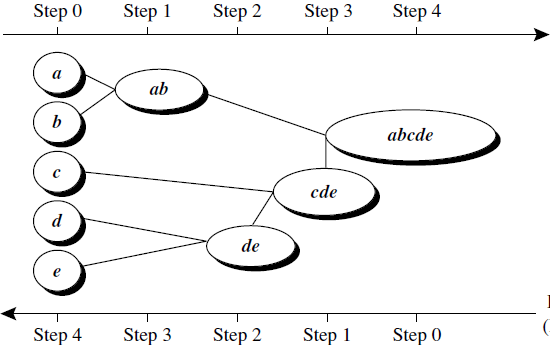 Step 0 Step 1 Step 2 Step 3 Step 4
a
ab
b
abcde
c
cde
d
de
e
Step 4 Step 3 Step 2 Step 1 Step 0
(